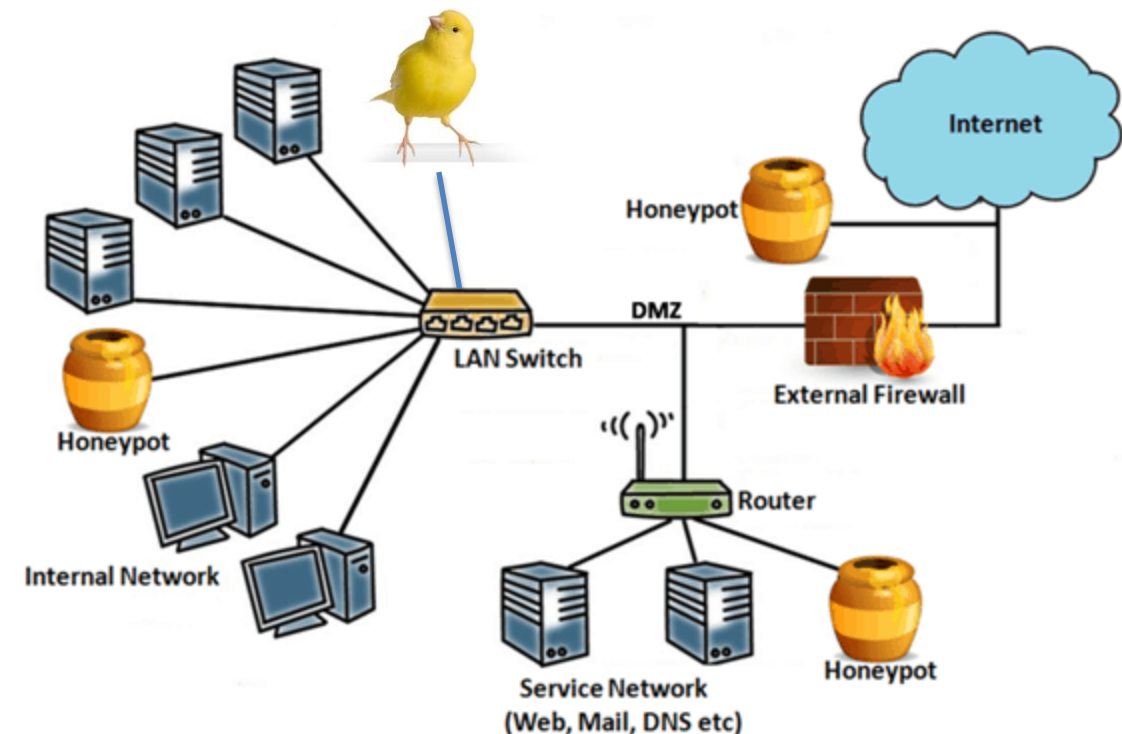 Internet
Honeypot
DMZ
LAN Switch
External Firewall
Honeypot
Router
Internal Network
Honeypot
Service Network
(Web, Mail, DNS etc)